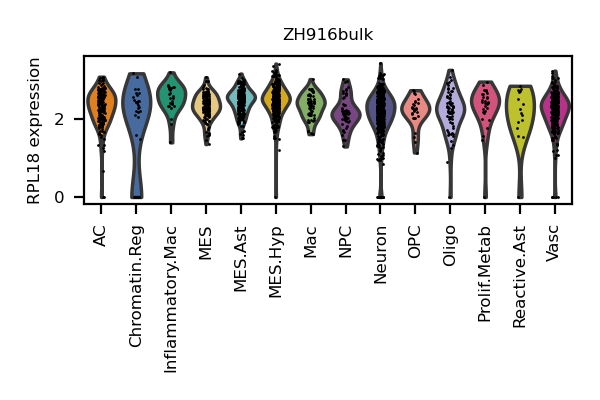 ZH916bulk
RPL18 expression
2
0
AC
Chromatin.Reg
Inflammatory.Mac
MES
MES.Ast
MES.Hyp
Mac
NPC
Neuron
OPC
Oligo
Prolif.Metab
Reactive.Ast
Vasc